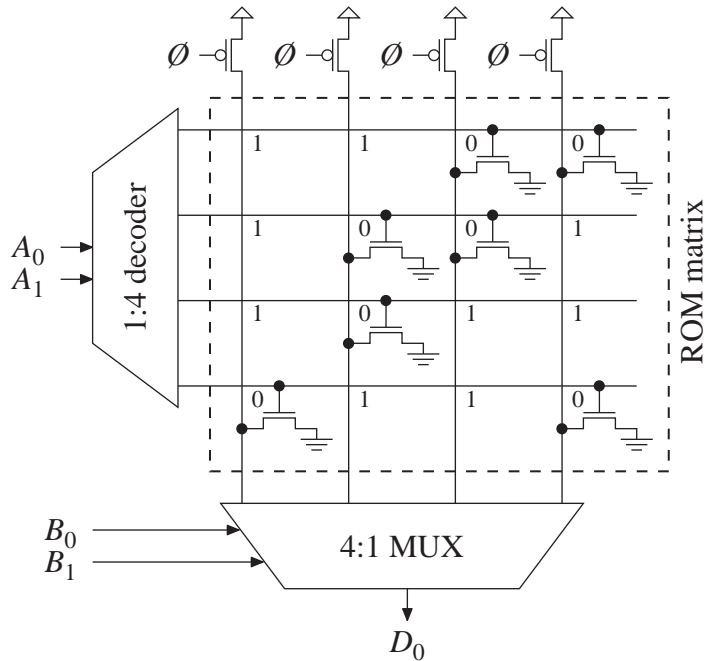 Ø Ø Ø Ø
1 1 0 0
1 0 0 1
1 0 1 1
0 1 1 0
A0
A1
1:4 decoder
ROM matrix
B0
B1
4:1 MUX
D0